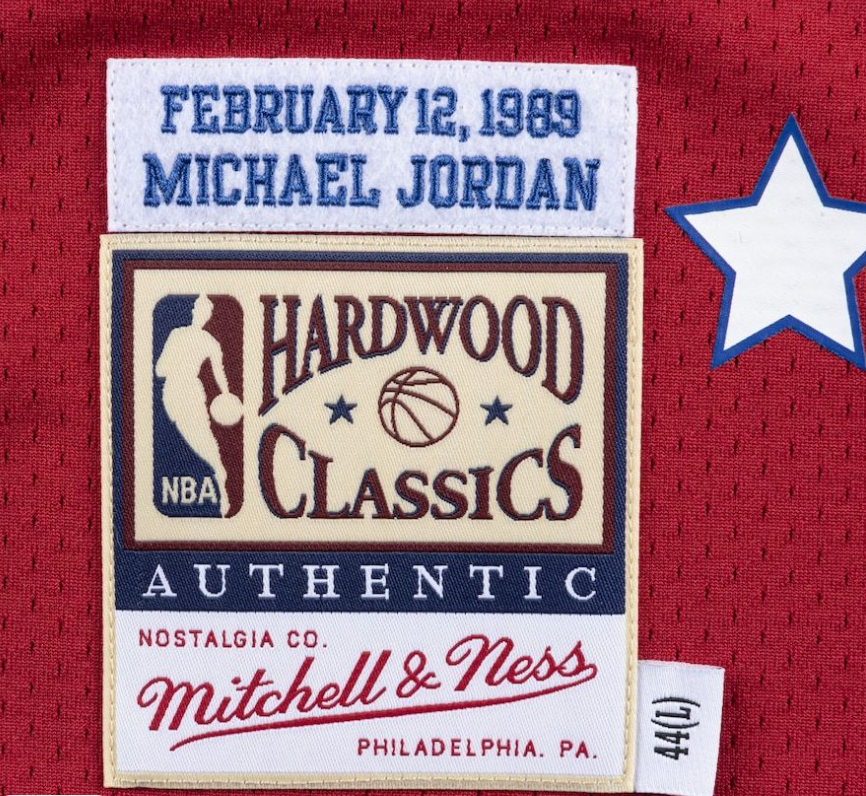 FEBRUARY 12, 1989
MICHAEL JORDAN
HARDWOOD
CLASSICS
NBA
AUTHENTIC
NOSTALGIA CO.
Mitchell & Ness
PHILADELPHIA. PA.
44(L)